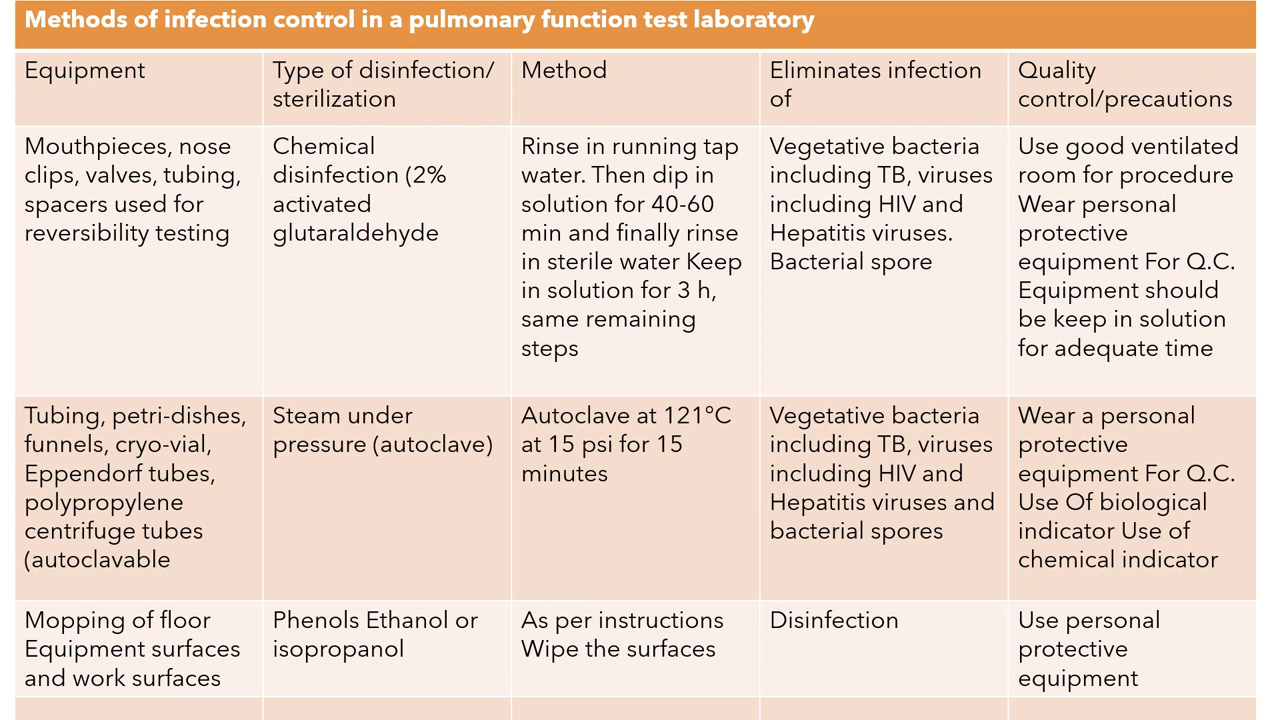 Methods of infection control in a pulmonary function test laboratory
Equipment
Type of disinfection/
sterilization
Method
Eliminates infection
of
Quality
control/precautions
Mouthpieces, nose
clips, valves, tubing,
spacers used for
reversibility testing
Chemical
disinfection (2%
activated
glutaraldehyde
Rinse in running tap
water. Then dip in
solution for 40-60
min and finally rinse
in sterile water Keep
in solution for 3 h,
same remaining
steps
Vegetative bacteria
including TB, viruses
including HIV and
Hepatitis viruses.
Bacterial spore
Use good ventilated
room for procedure
Wear personal
protective
equipment For Q.C.
Equipment should
be keep in solution
for adequate time
Tubing, petri-dishes,
funnels, cryo-vial,
Eppendorf tubes,
polypropylene
centrifuge tubes
(autoclavable
Steam under
pressure (autoclave)
Autoclave at 121°C
at 15 psi for 15
minutes
Vegetative bacteria
including TB, viruses
including HIV and
Hepatitis viruses and
bacterial spores
Wear a personal
protective
equipment For Q.C.
Use Of biological
indicator Use of
chemical indicator
Mopping of floor
Equipment surfaces
and work surfaces
Phenols Ethanol or
isopropanol
As per instructions
Wipe the surfaces
Disinfection
Use personal
protective
equipment